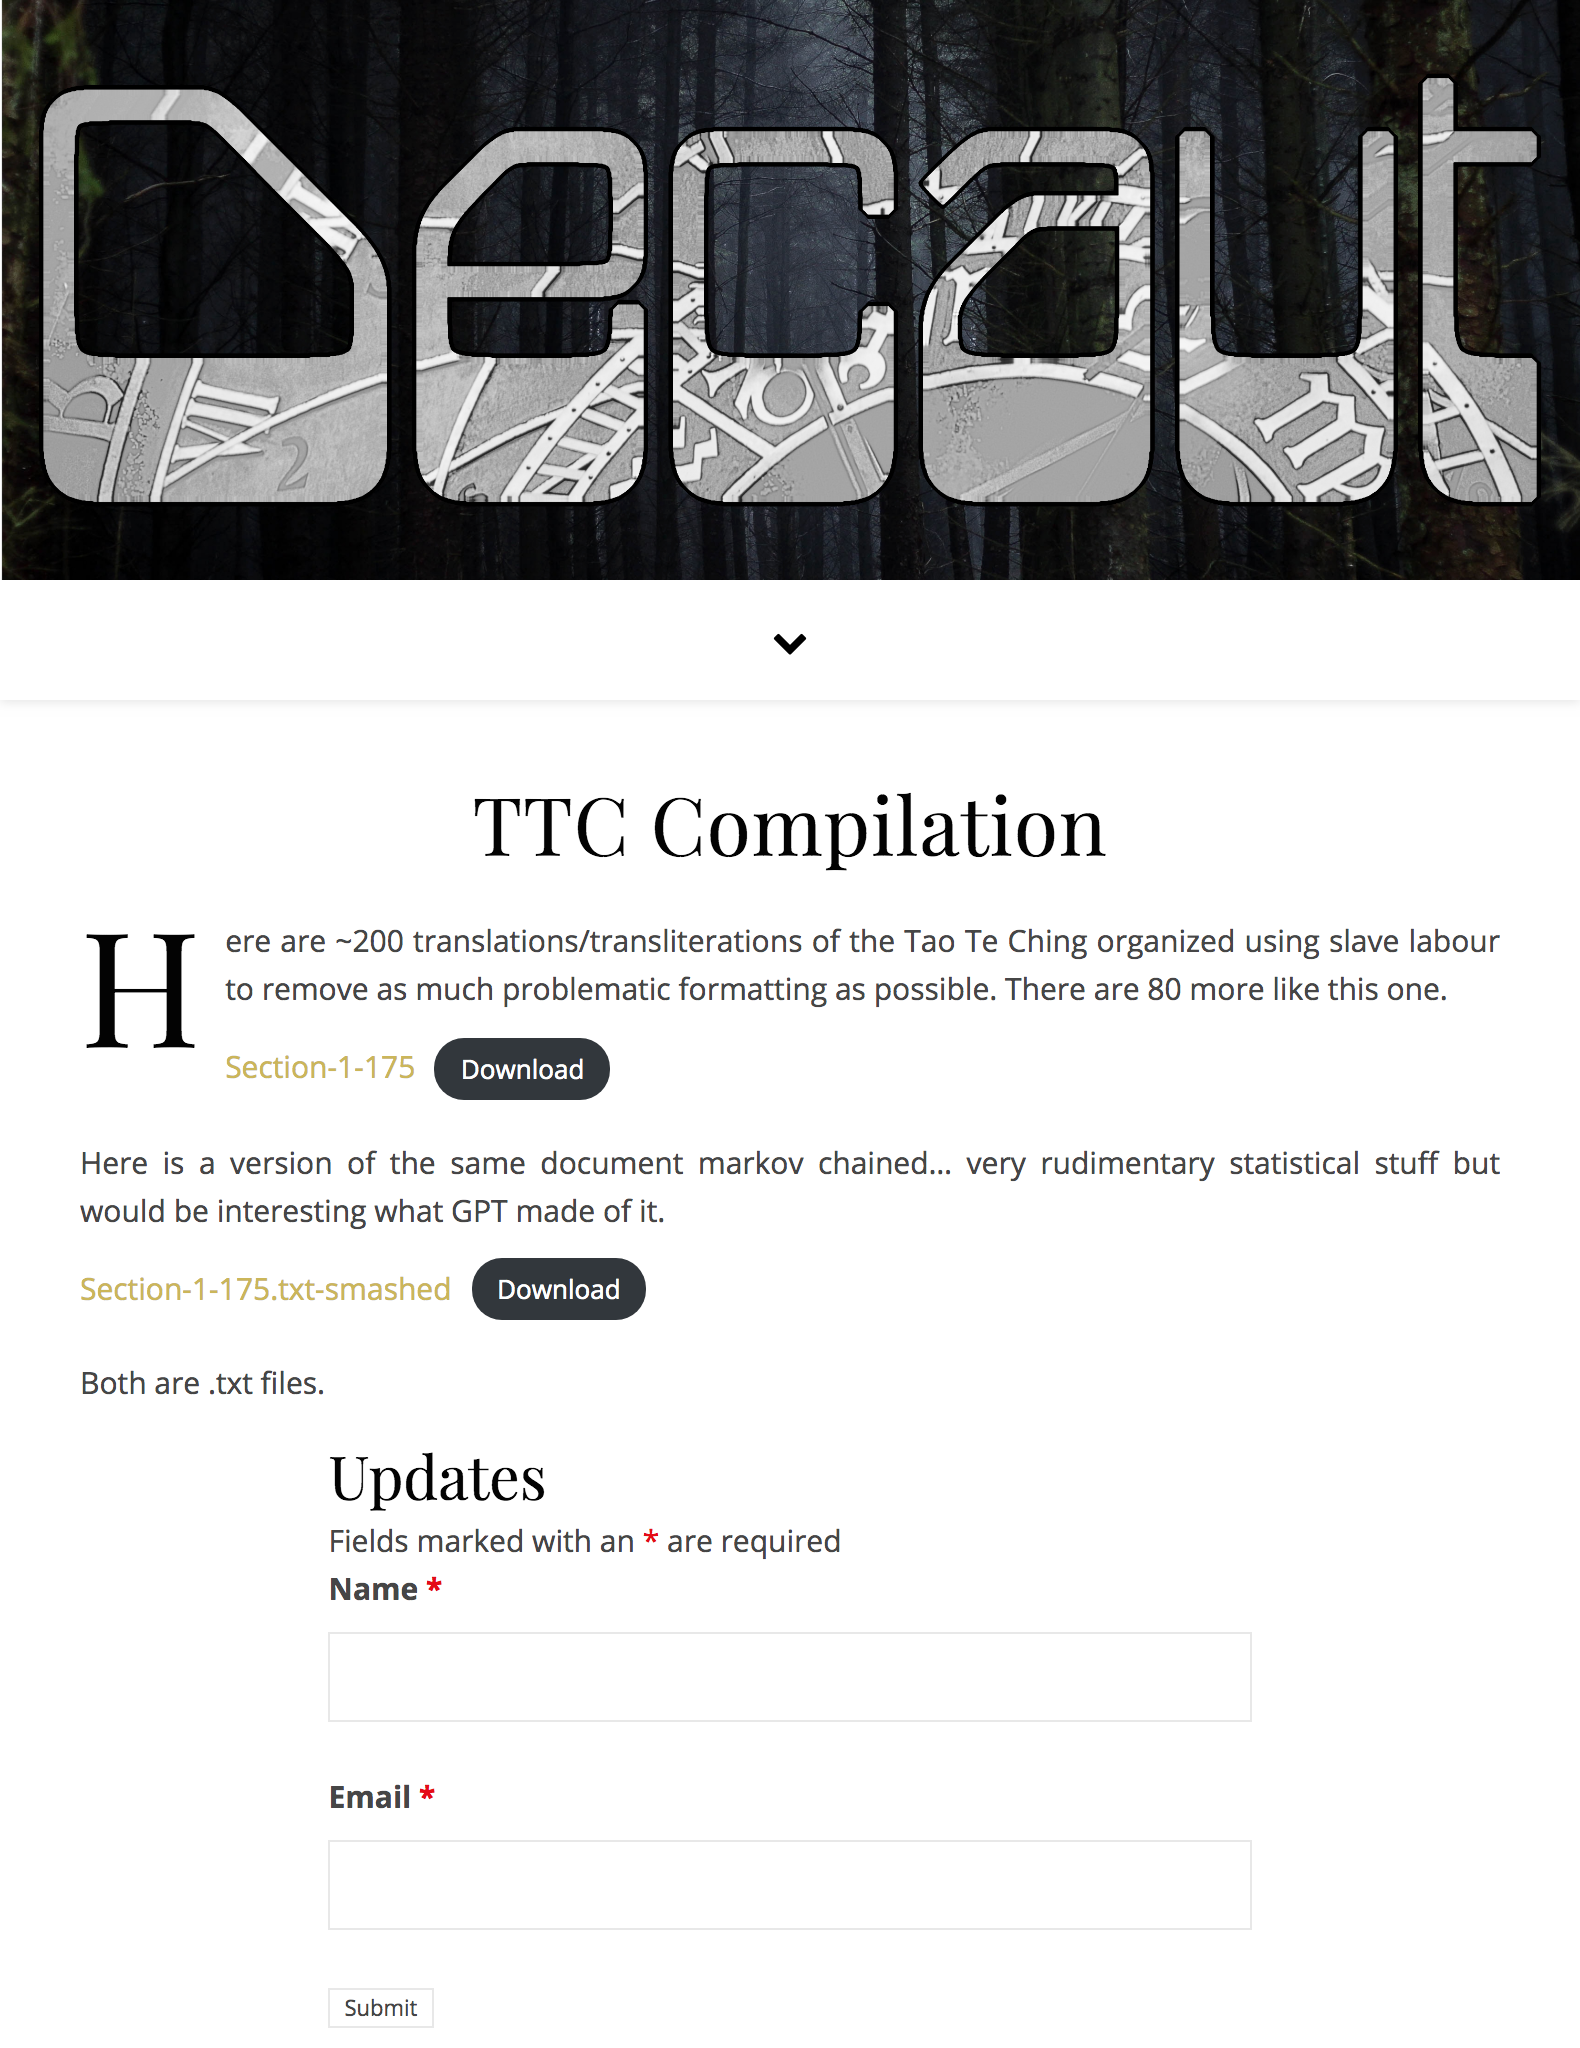 Decaut
TTC Compilation
Here are ~200 translations/transliterations of the Tao Te Ching organized using slave labour
to remove as much problematic formatting as possible. There are 80 more like this one.
Section-1-175 Download
Here is a version of the same document markov chained… very rudimentary statistical stuff but
would be interesting what GPT made of it.
Section-1-175.txt-smashed Download
Both are .txt files.
Updates
Fields marked with an * are required
Name *
Email *
Submit